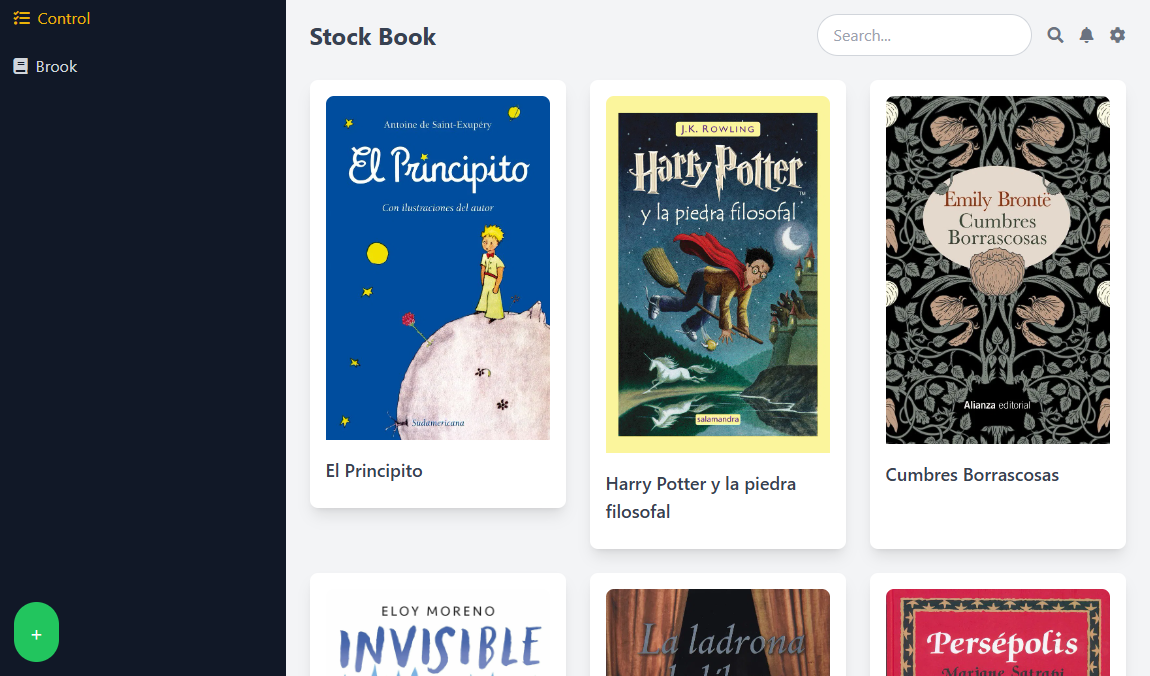 Control
Brook
+
Stock Book
Search...
Antoine de Saint-Exupéry
El Principito
Con ilustraciones del autor
Sudamericana
El Principito
J.K. ROWLING
Harry Potter
™
y la piedra filosofal
salamandra
Harry Potter y la piedra
filosofal
Emily Brontë
Cumbres
Borrascosas
Alianza editorial
Cumbres Borrascosas
ELOY MORENO
INVISIBLE
La ladrona
Persépolis
Marjane Satrapi